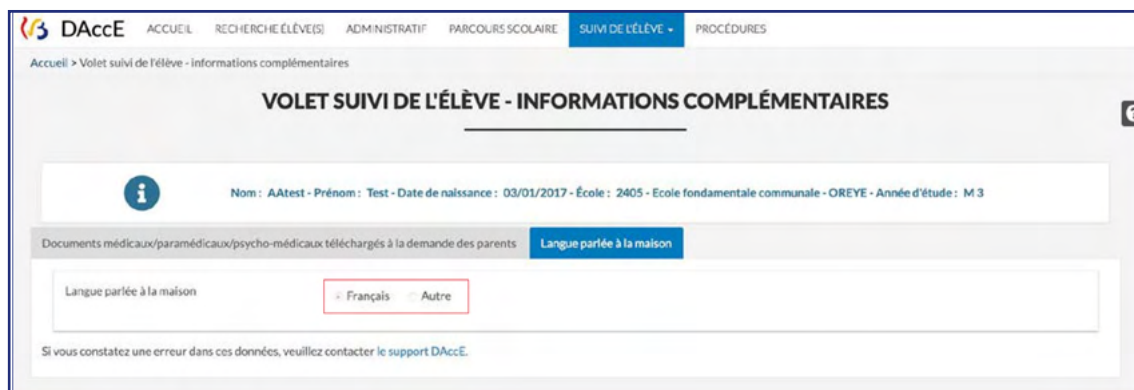 DAccE ACCUEIL RECHERCHE ÉLÈVE(S) ADMINISTRATIF PARCOURS SCOLAIRE SUIVI DE L'ÉLÈVE PROCÉDURES
Accueil > Volet suivi de l'élève - informations complémentaires
VOLET SUIVI DE L'ÉLÈVE - INFORMATIONS COMPLÉMENTAIRES
Nom : AAtest - Prénom : Test - Date de naissance : 03/01/2017 - École : 2405 - Ecole fondamentale communale - OREYE - Année d'étude : M 3
Documents médicaux/paramédicaux/psycho-médicaux téléchargés à la demande des parents Langue parlée à la maison
Langue parlée à la maison Français Autre
Si vous constatez une erreur dans ces données, veuillez contacter le support DAccE.